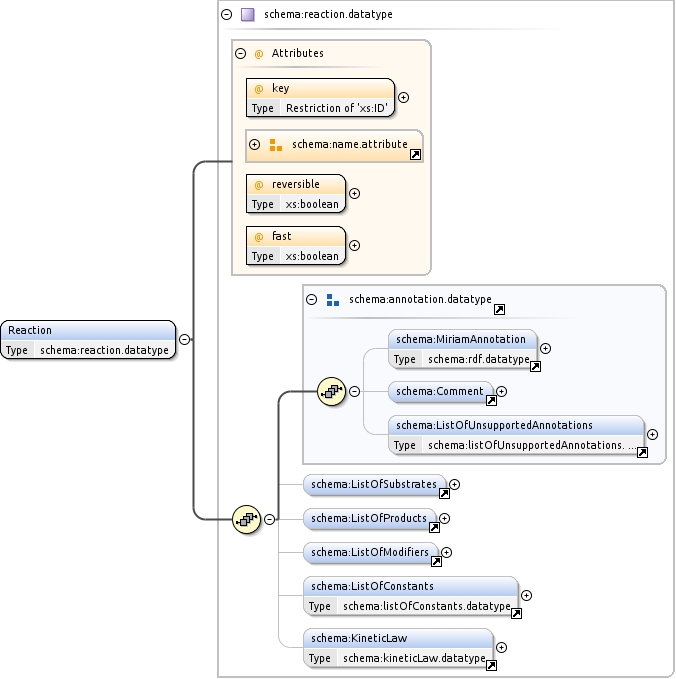 schema:reaction.datatype
@ Attributes
@ key
Type Restriction of 'xs:ID'
schema:name.attribute
@ reversible
Type xs:boolean
@ fast
Type xs:boolean
schema:annotation.datatype
Reaction
Type schema:reaction.datatype
schema:MiriamAnnotation
Type schema:rdf.datatype
schema:Comment
schema:ListOfUnsupportedAnnotations
Type schema:listOfUnsupportedAnnotations. ...
schema:ListOfSubstrates
schema:ListOfProducts
schema:ListOfModifiers
schema:ListOfConstants
Type schema:listOfConstants.datatype
schema:KineticLaw
Type schema:kineticLaw.datatype